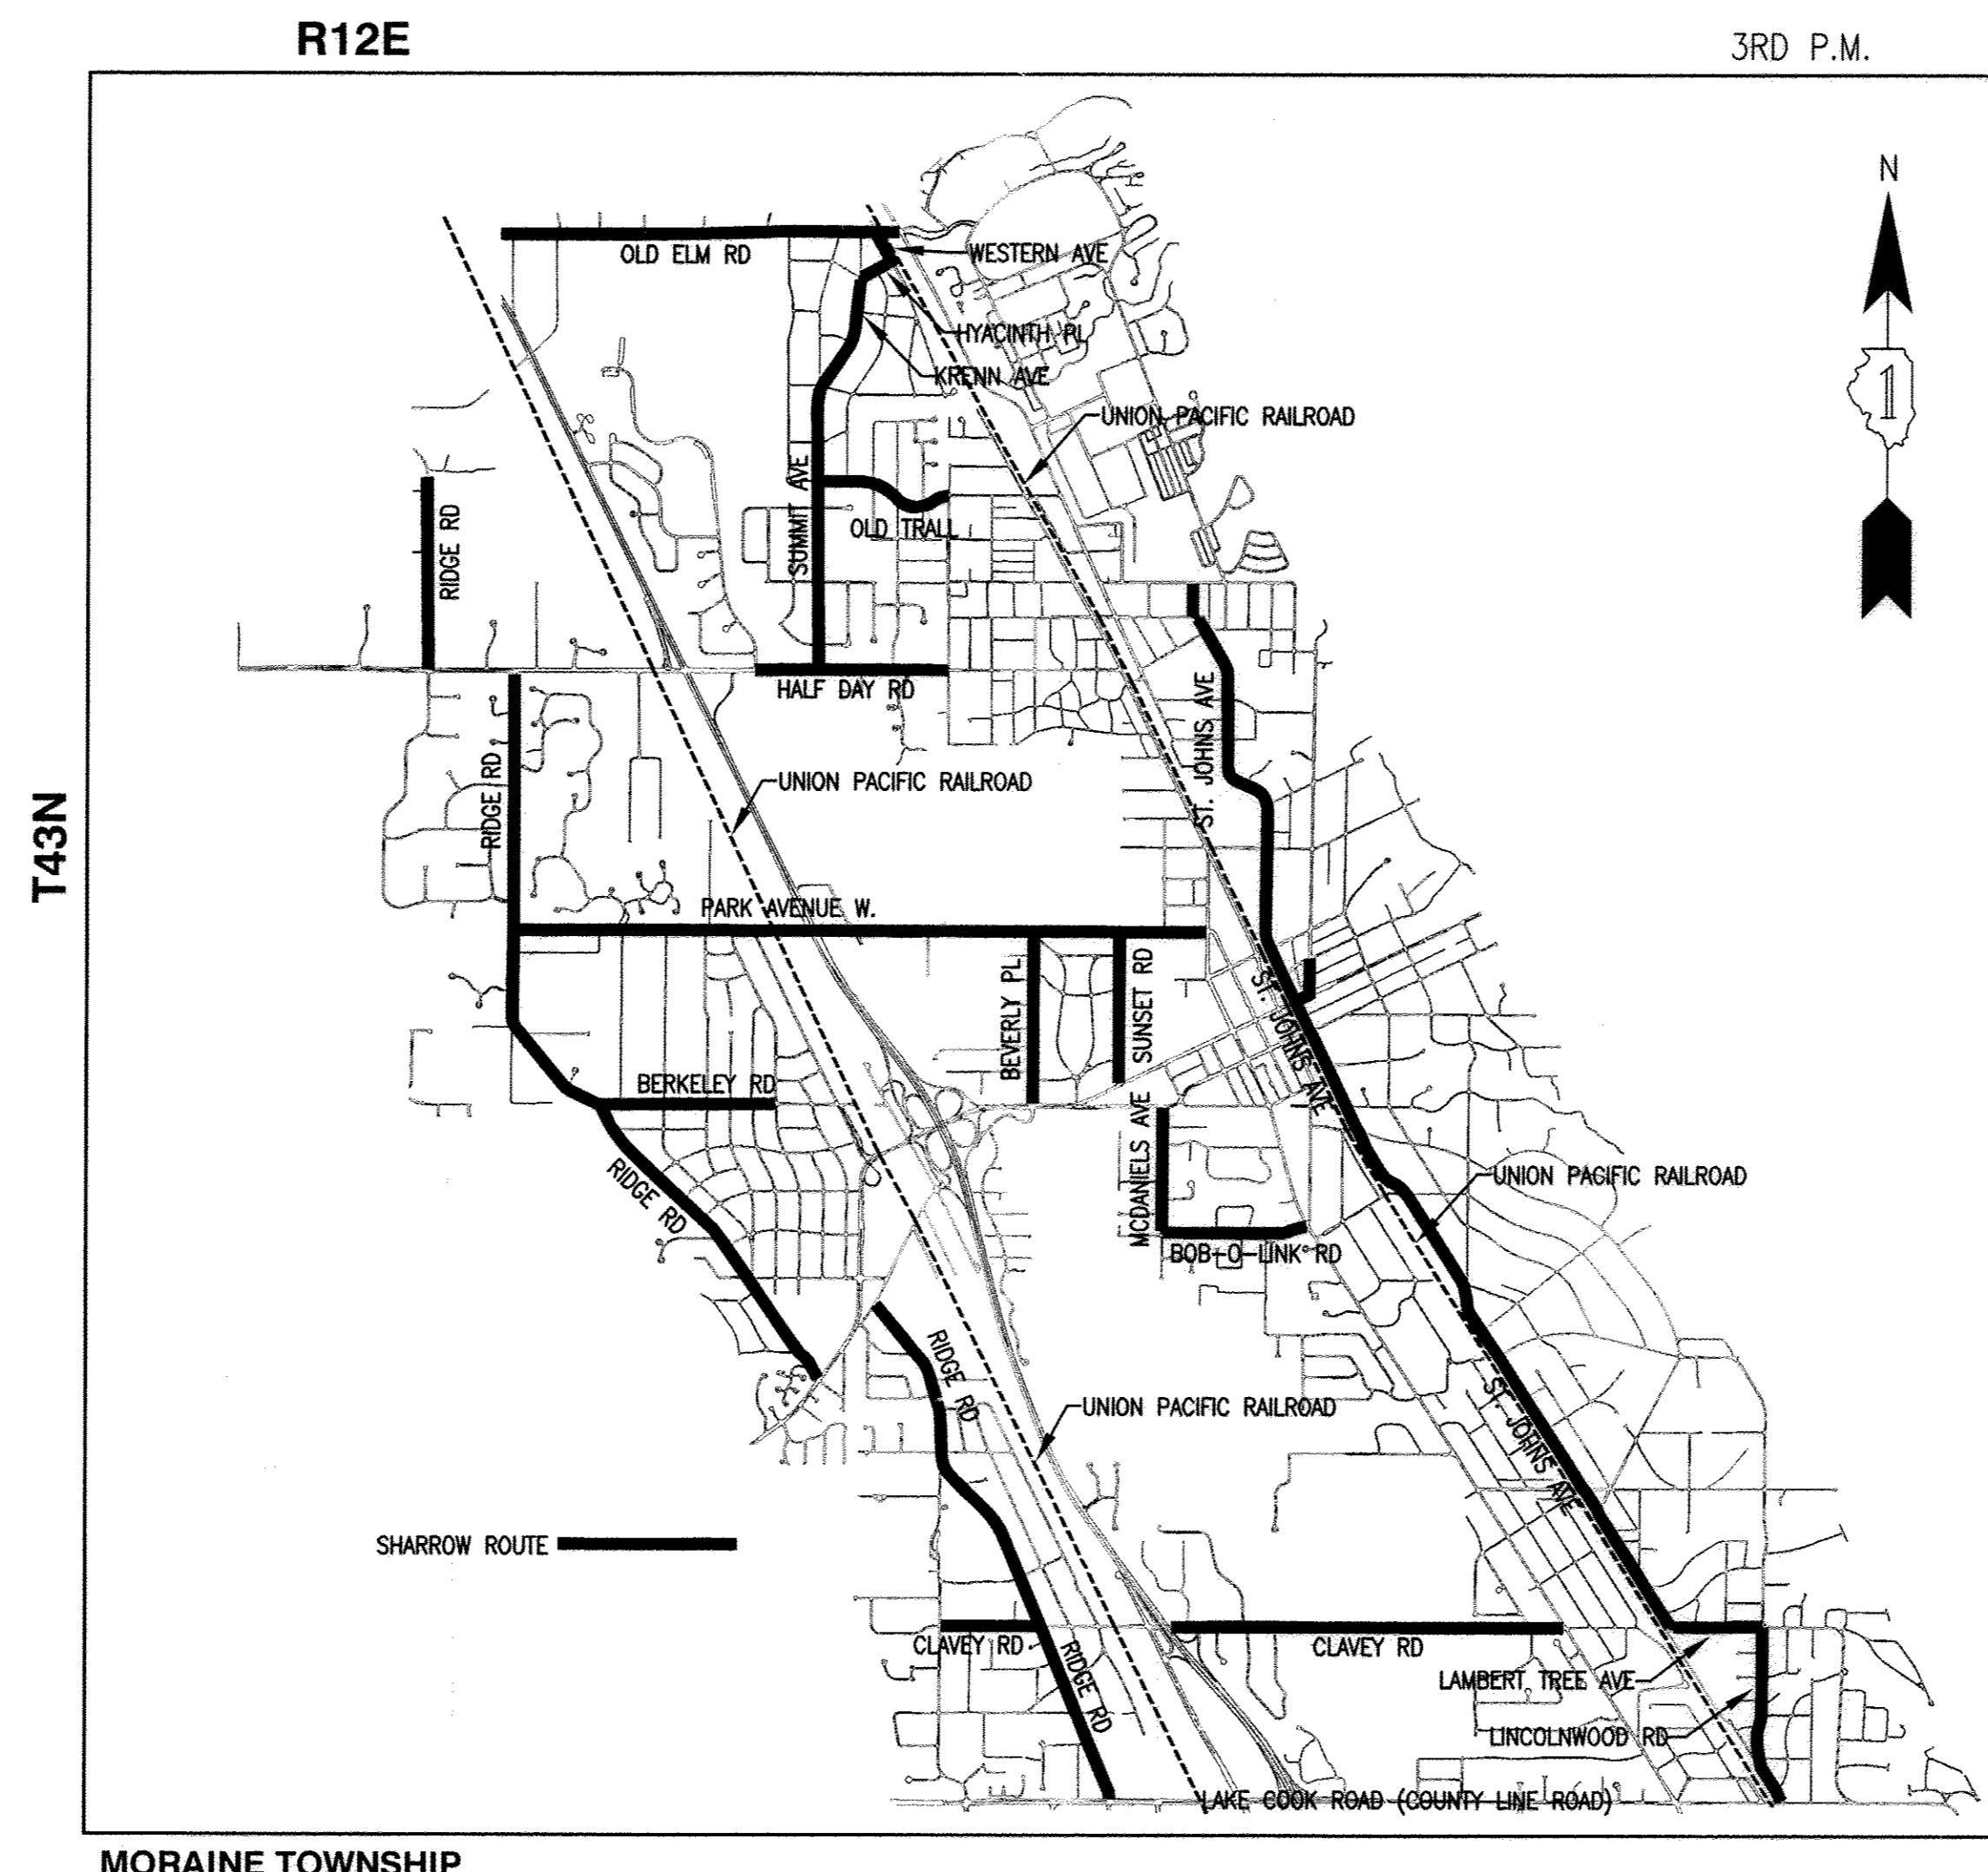 R12E
3RD P.M.
N
OLD ELM RD
WESTERN AVE
HYACINTH PL
KRENN AVE
UNION PACIFIC RAILROAD
1
RIDGE RD
SUMMIT AVE
OLD TRALL
HALF DAY RD
ST. JOHNS AVE
RIDGE RD
UNION PACIFIC RAILROAD
T43N
PARK AVENUE W.
BEVERLY PL
SUNSET RD
ST. JOHNS AVE
BERKELEY RD
MCDANIELS AVE
RIDGE RD
UNION PACIFIC RAILROAD
BOB-O-LINK RD
RIDGE RD
UNION PACIFIC RAILROAD
ST. JOHNS AVE
SHARROW ROUTE
CLAVEY RD
RIDGE RD
CLAVEY RD
LAMBERT TREE AVE
LINCOLNWOOD RD
LAKE COOK ROAD (COUNTY LINE ROAD)
MORAINE TOWNSHIP